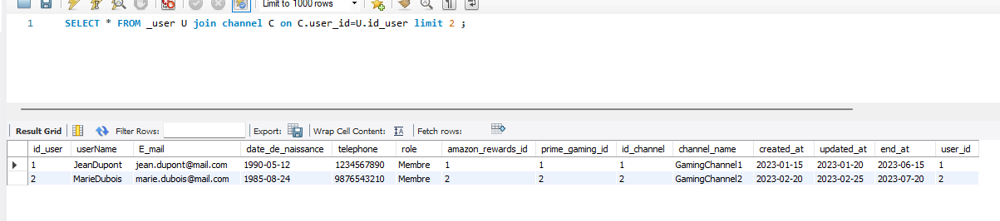 Limit to 1000 rows
1 SELECT * FROM _user U join channel C on C.user_id=U.id_user limit 2 ;
Result Grid Filter Rows: Export: Wrap Cell Content: Fetch rows:
id_user userName E_mail date_de_naissance telephone role amazon_rewards_id prime_gaming_id id_channel channel_name created_at updated_at end_at user_id
1 JeanDupont jean.dupont@mail.com 1990-05-12 1234567890 Membre 1 1 1 GamingChannel1 2023-01-15 2023-01-20 2023-06-15 1
2 MarieDubois marie.dubois@mail.com 1985-08-24 9876543210 Membre 2 2 2 GamingChannel2 2023-02-20 2023-02-25 2023-07-20 2